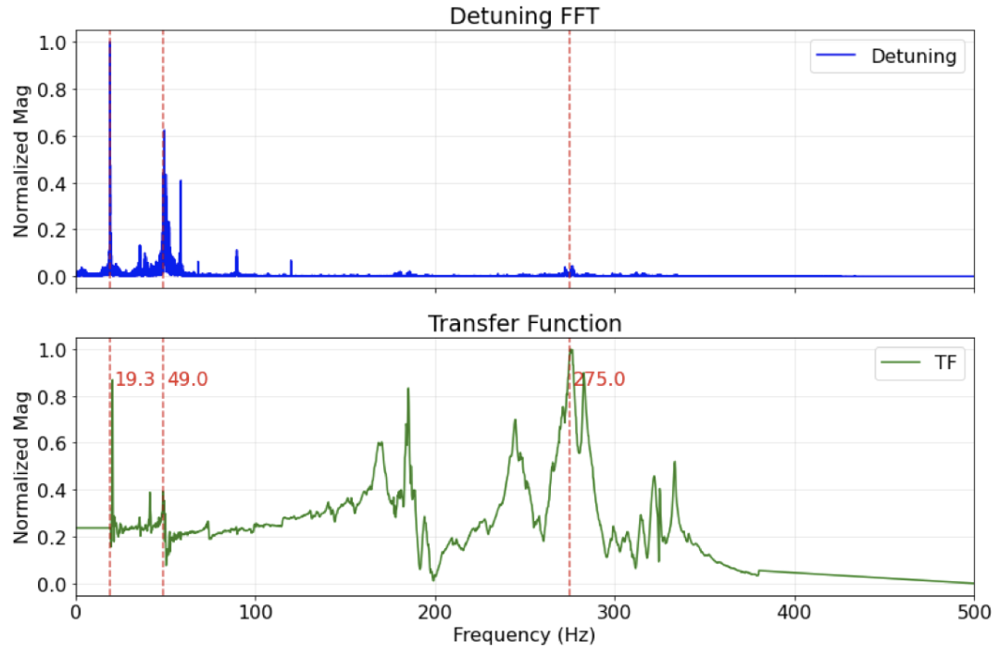 Detuning FFT
Normalized Mag
1.0
0.8
0.6
0.4
0.2
0.0
Detuning
Transfer Function
Normalized Mag
1.0
0.8
0.6
0.4
0.2
0.0
TF
19.3 49.0 275.0
0 100 200 300 400 500
Frequency (Hz)